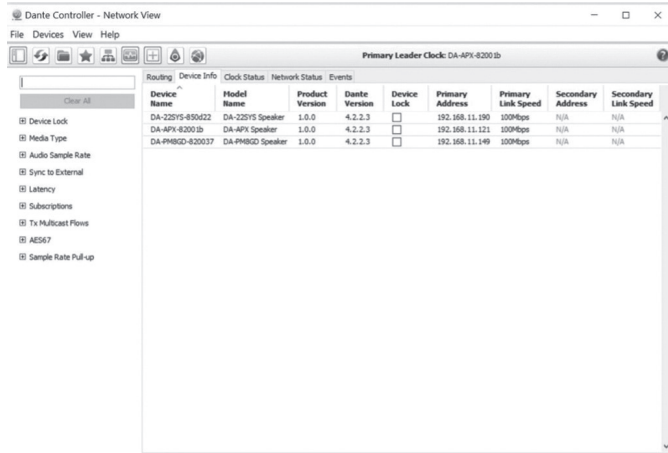 Dante Controller - Network View
File Devices View Help
Primary Leader Clock: DA-APX-82001b
Routing Device Info Clock Status Network Status Events
Clear All
Device Lock
Media Type
Audio Sample Rate
Sync to External
Latency
Subscriptions
Tx Multicast Flows
AES67
Sample Rate Pull-up
Device Name Model Name Product Version Dante Version Device Lock Primary Address Primary Link Speed Secondary Address Secondary Link Speed
DA-22SYS-850d22 DA-22SYS Speaker 1.0.0 4.2.2.3 192.168.11.190 100Mbps N/A N/A
DA-APX-82001b DA-APX Speaker 1.0.0 4.2.2.3 192.168.11.121 100Mbps N/A N/A
DA-PM8GD-820037 DA-PM8GD Speaker 1.0.0 4.2.2.3 192.168.11.149 100Mbps N/A N/A